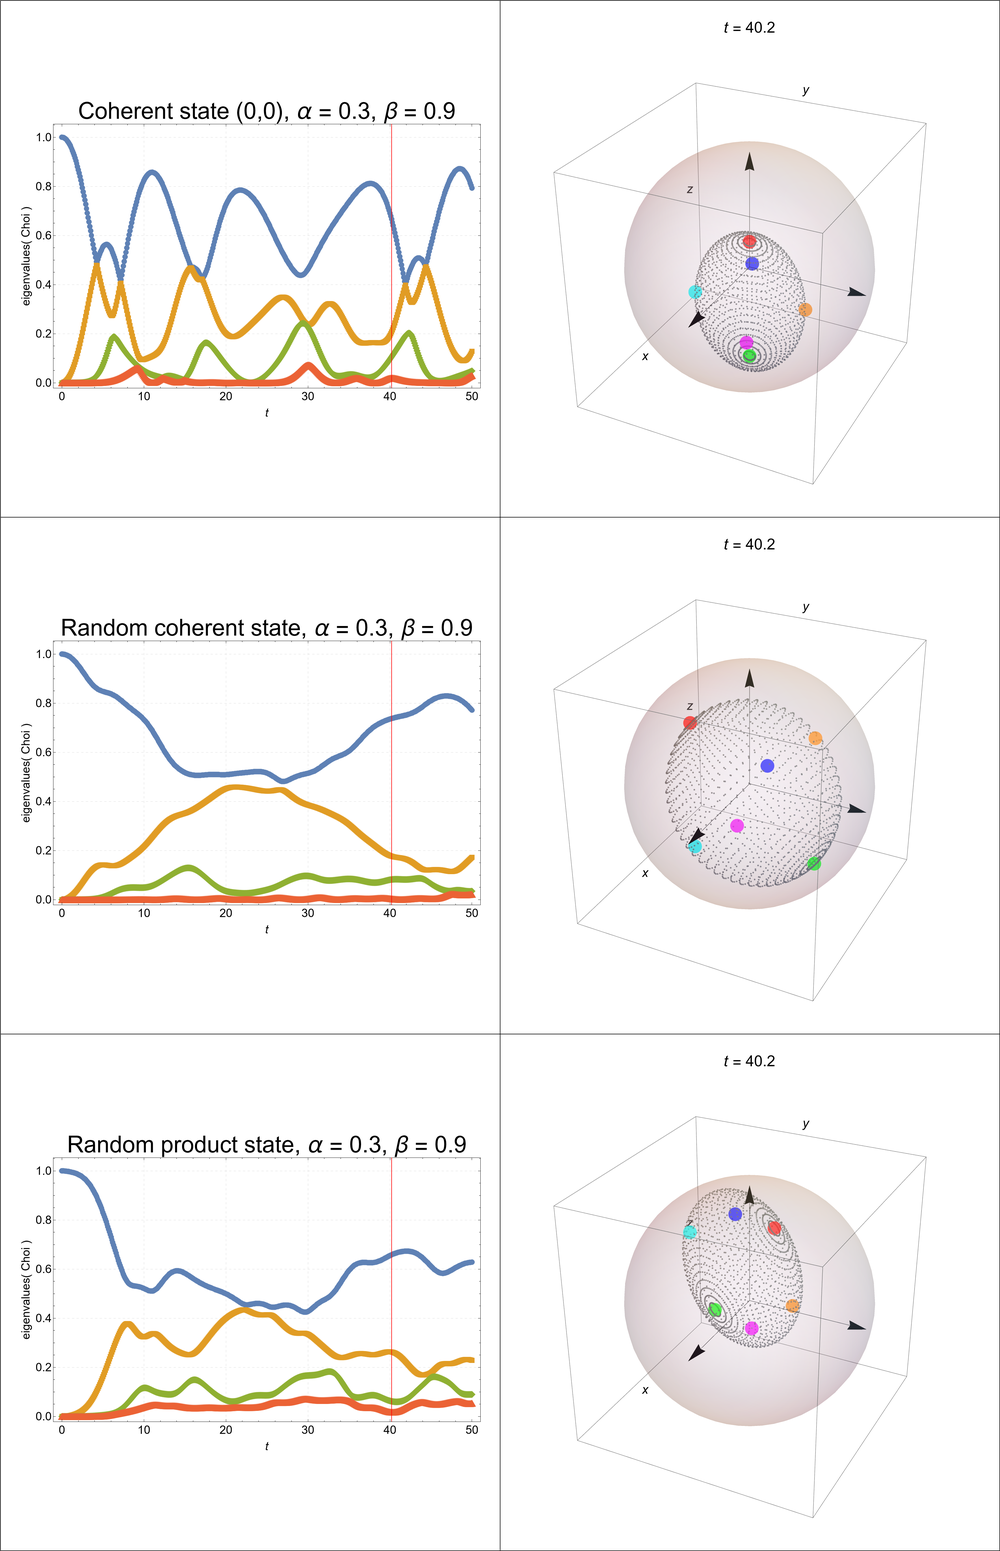 t = 40.2
Coherent state (0,0), α = 0.3, β = 0.9
eigenvalues( Choi )
1.0
0.8
0.6
0.4
0.2
0.0
0 10 20 30 40 50
t
y
z
x
t = 40.2
Random coherent state, α = 0.3, β = 0.9
eigenvalues( Choi )
1.0
0.8
0.6
0.4
0.2
0.0
0 10 20 30 40 50
t
y
z
x
t = 40.2
Random product state, α = 0.3, β = 0.9
eigenvalues( Choi )
1.0
0.8
0.6
0.4
0.2
0.0
0 10 20 30 40 50
t
y
z
x